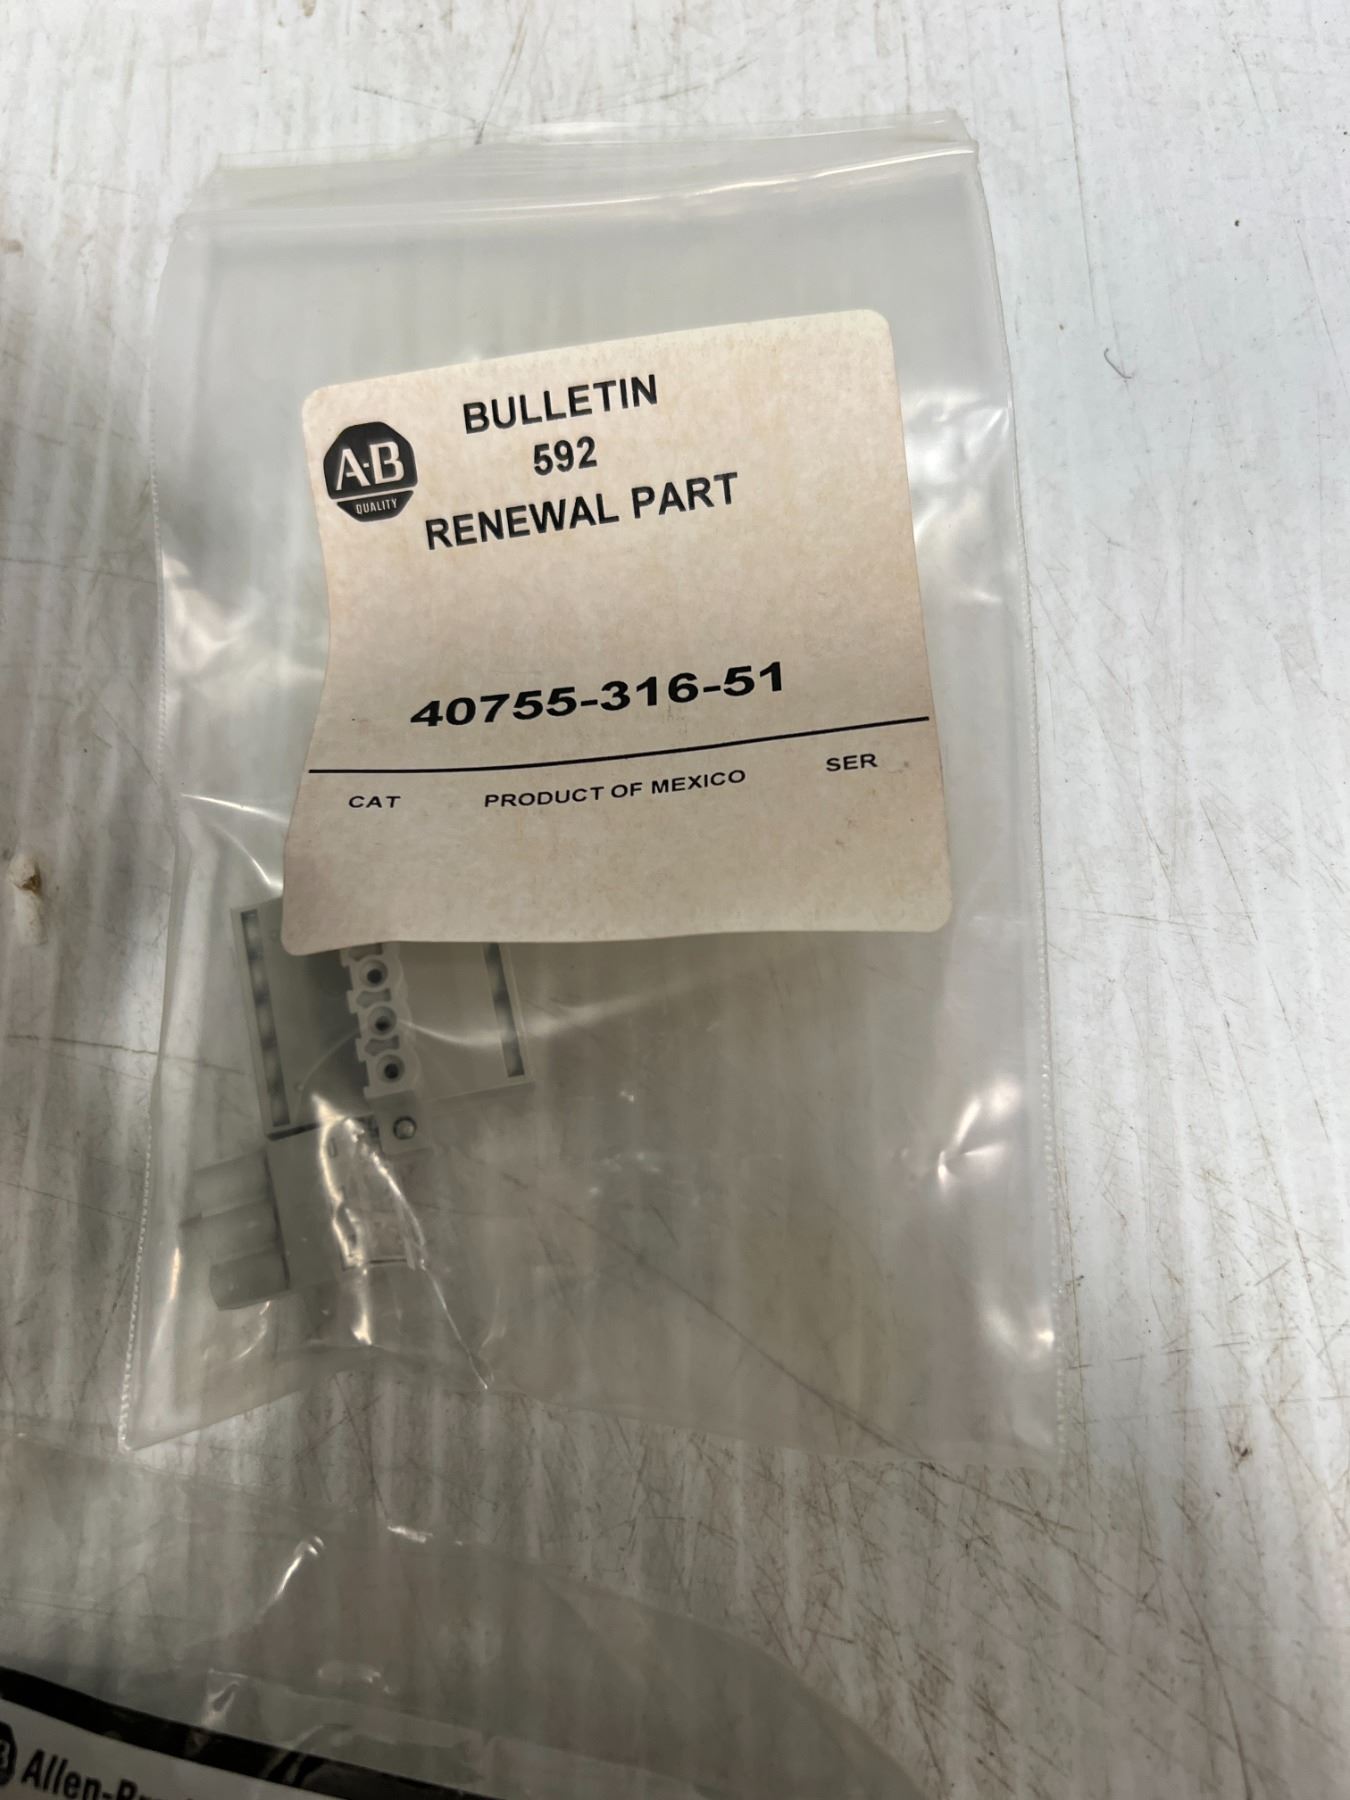 BULLETIN
592
A-B
QUALITY
RENEWAL PART
40755-316-51
CAT PRODUCT OF MEXICO SER
Allen-